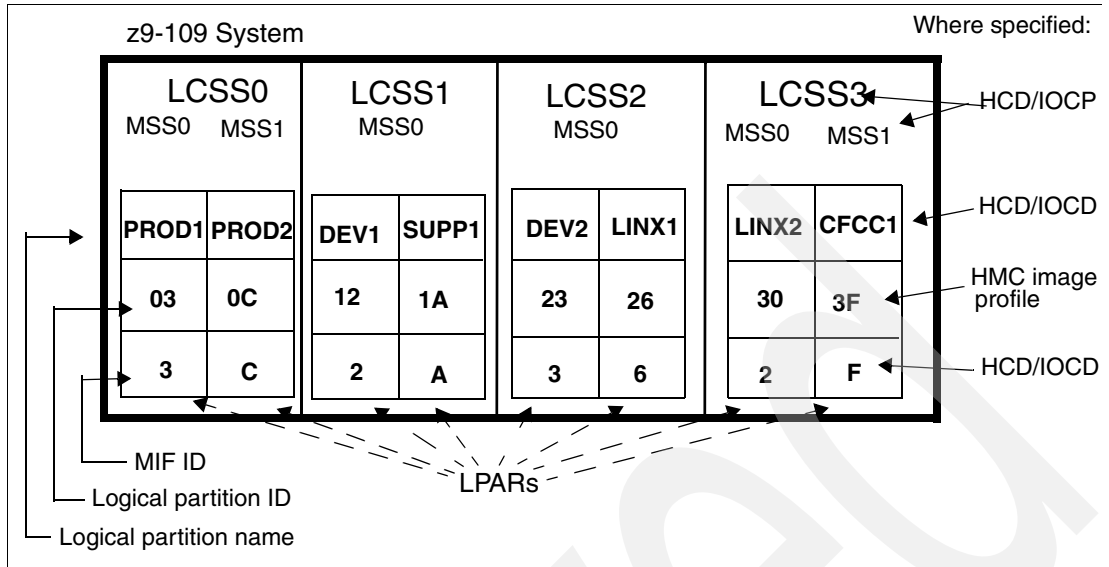 z9-109 System
Where specified:
LCSS0 LCSS1 LCSS2 LCSS3
MSS0 MSS1 MSS0 MSS0 MSS0 MSS1
HCD/IOCP
PROD1 PROD2 DEV1 SUPP1 DEV2 LINX1 LINX2 CFCC1
HCD/IOCD
03 0C 12 1A 23 26 30 3F
HMC image
profile
3 C 2 A 3 6 2 F
HCD/IOCD
MIF ID
LPARs
Logical partition ID
Logical partition name